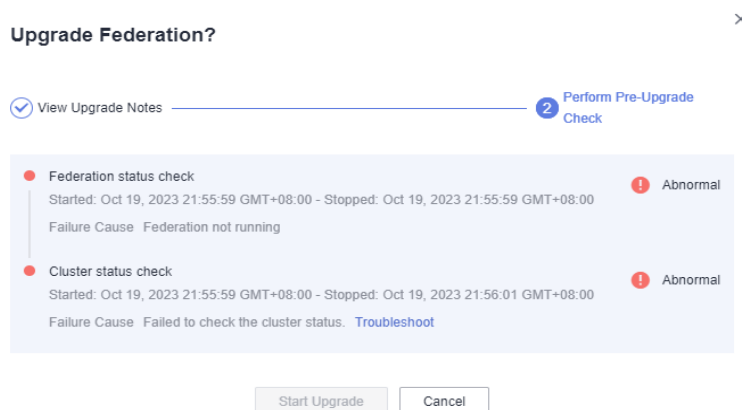 Upgrade Federation?
View Upgrade Notes
2
Perform Pre-Upgrade
Check
Federation status check
Abnormal
Started: Oct 19, 2023 21:55:59 GMT+08:00 - Stopped: Oct 19, 2023 21:55:59 GMT+08:00
Failure Cause Federation not running
Cluster status check
Abnormal
Started: Oct 19, 2023 21:55:59 GMT+08:00 - Stopped: Oct 19, 2023 21:56:01 GMT+08:00
Failure Cause Failed to check the cluster status. Troubleshoot
Start Upgrade
Cancel